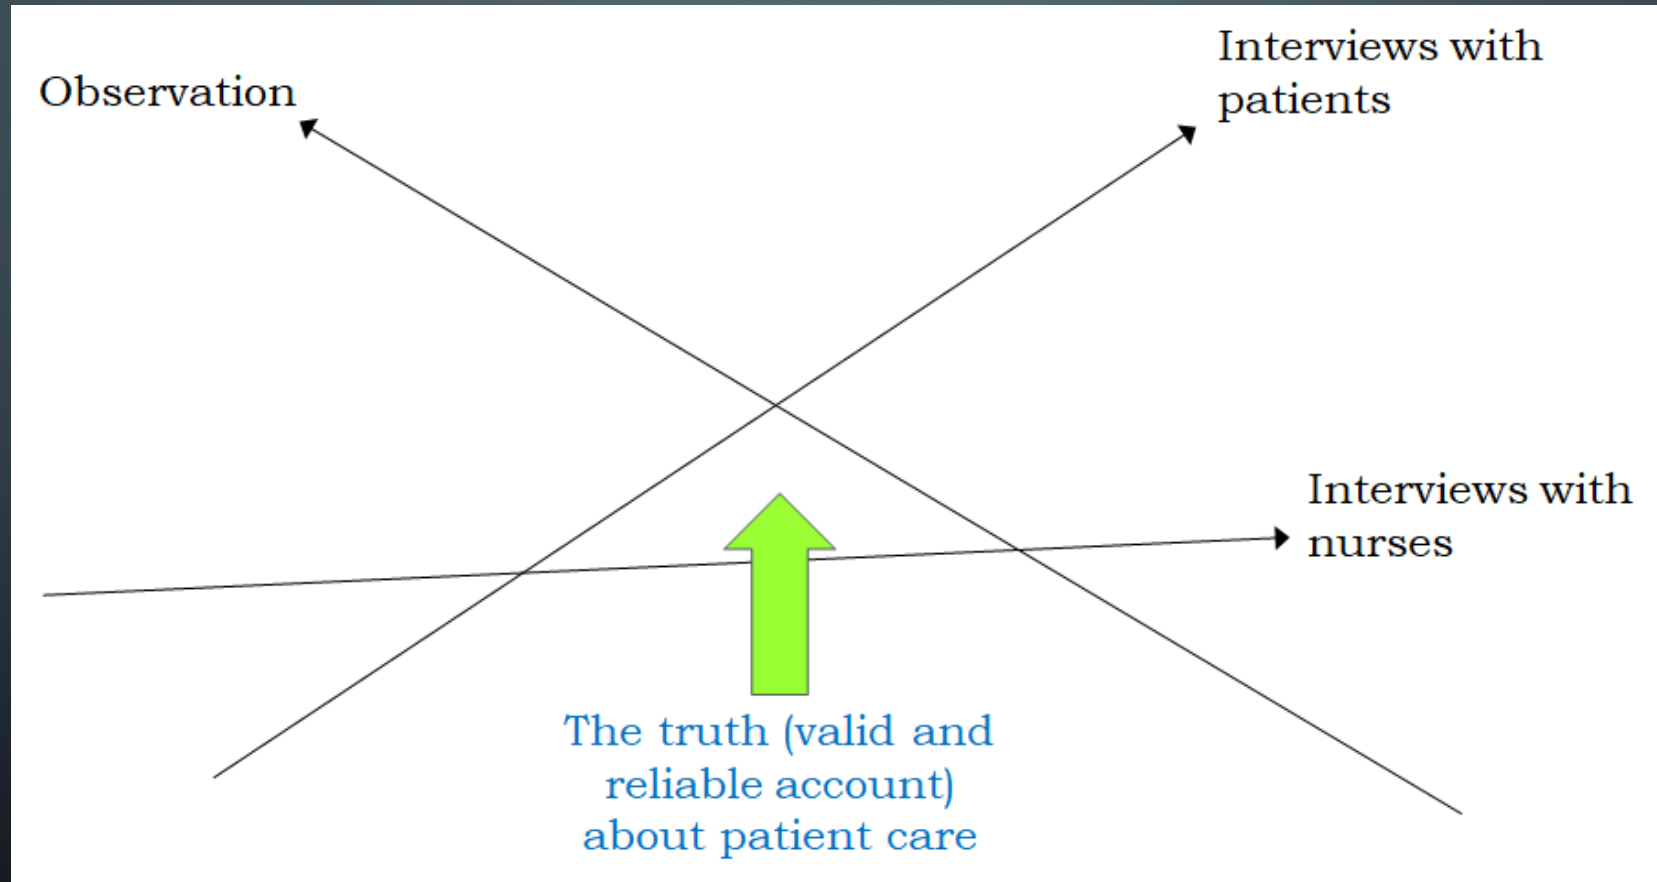 Observation
Interviews with
patients
Interviews with
nurses
The truth (valid and
reliable account)
about patient care